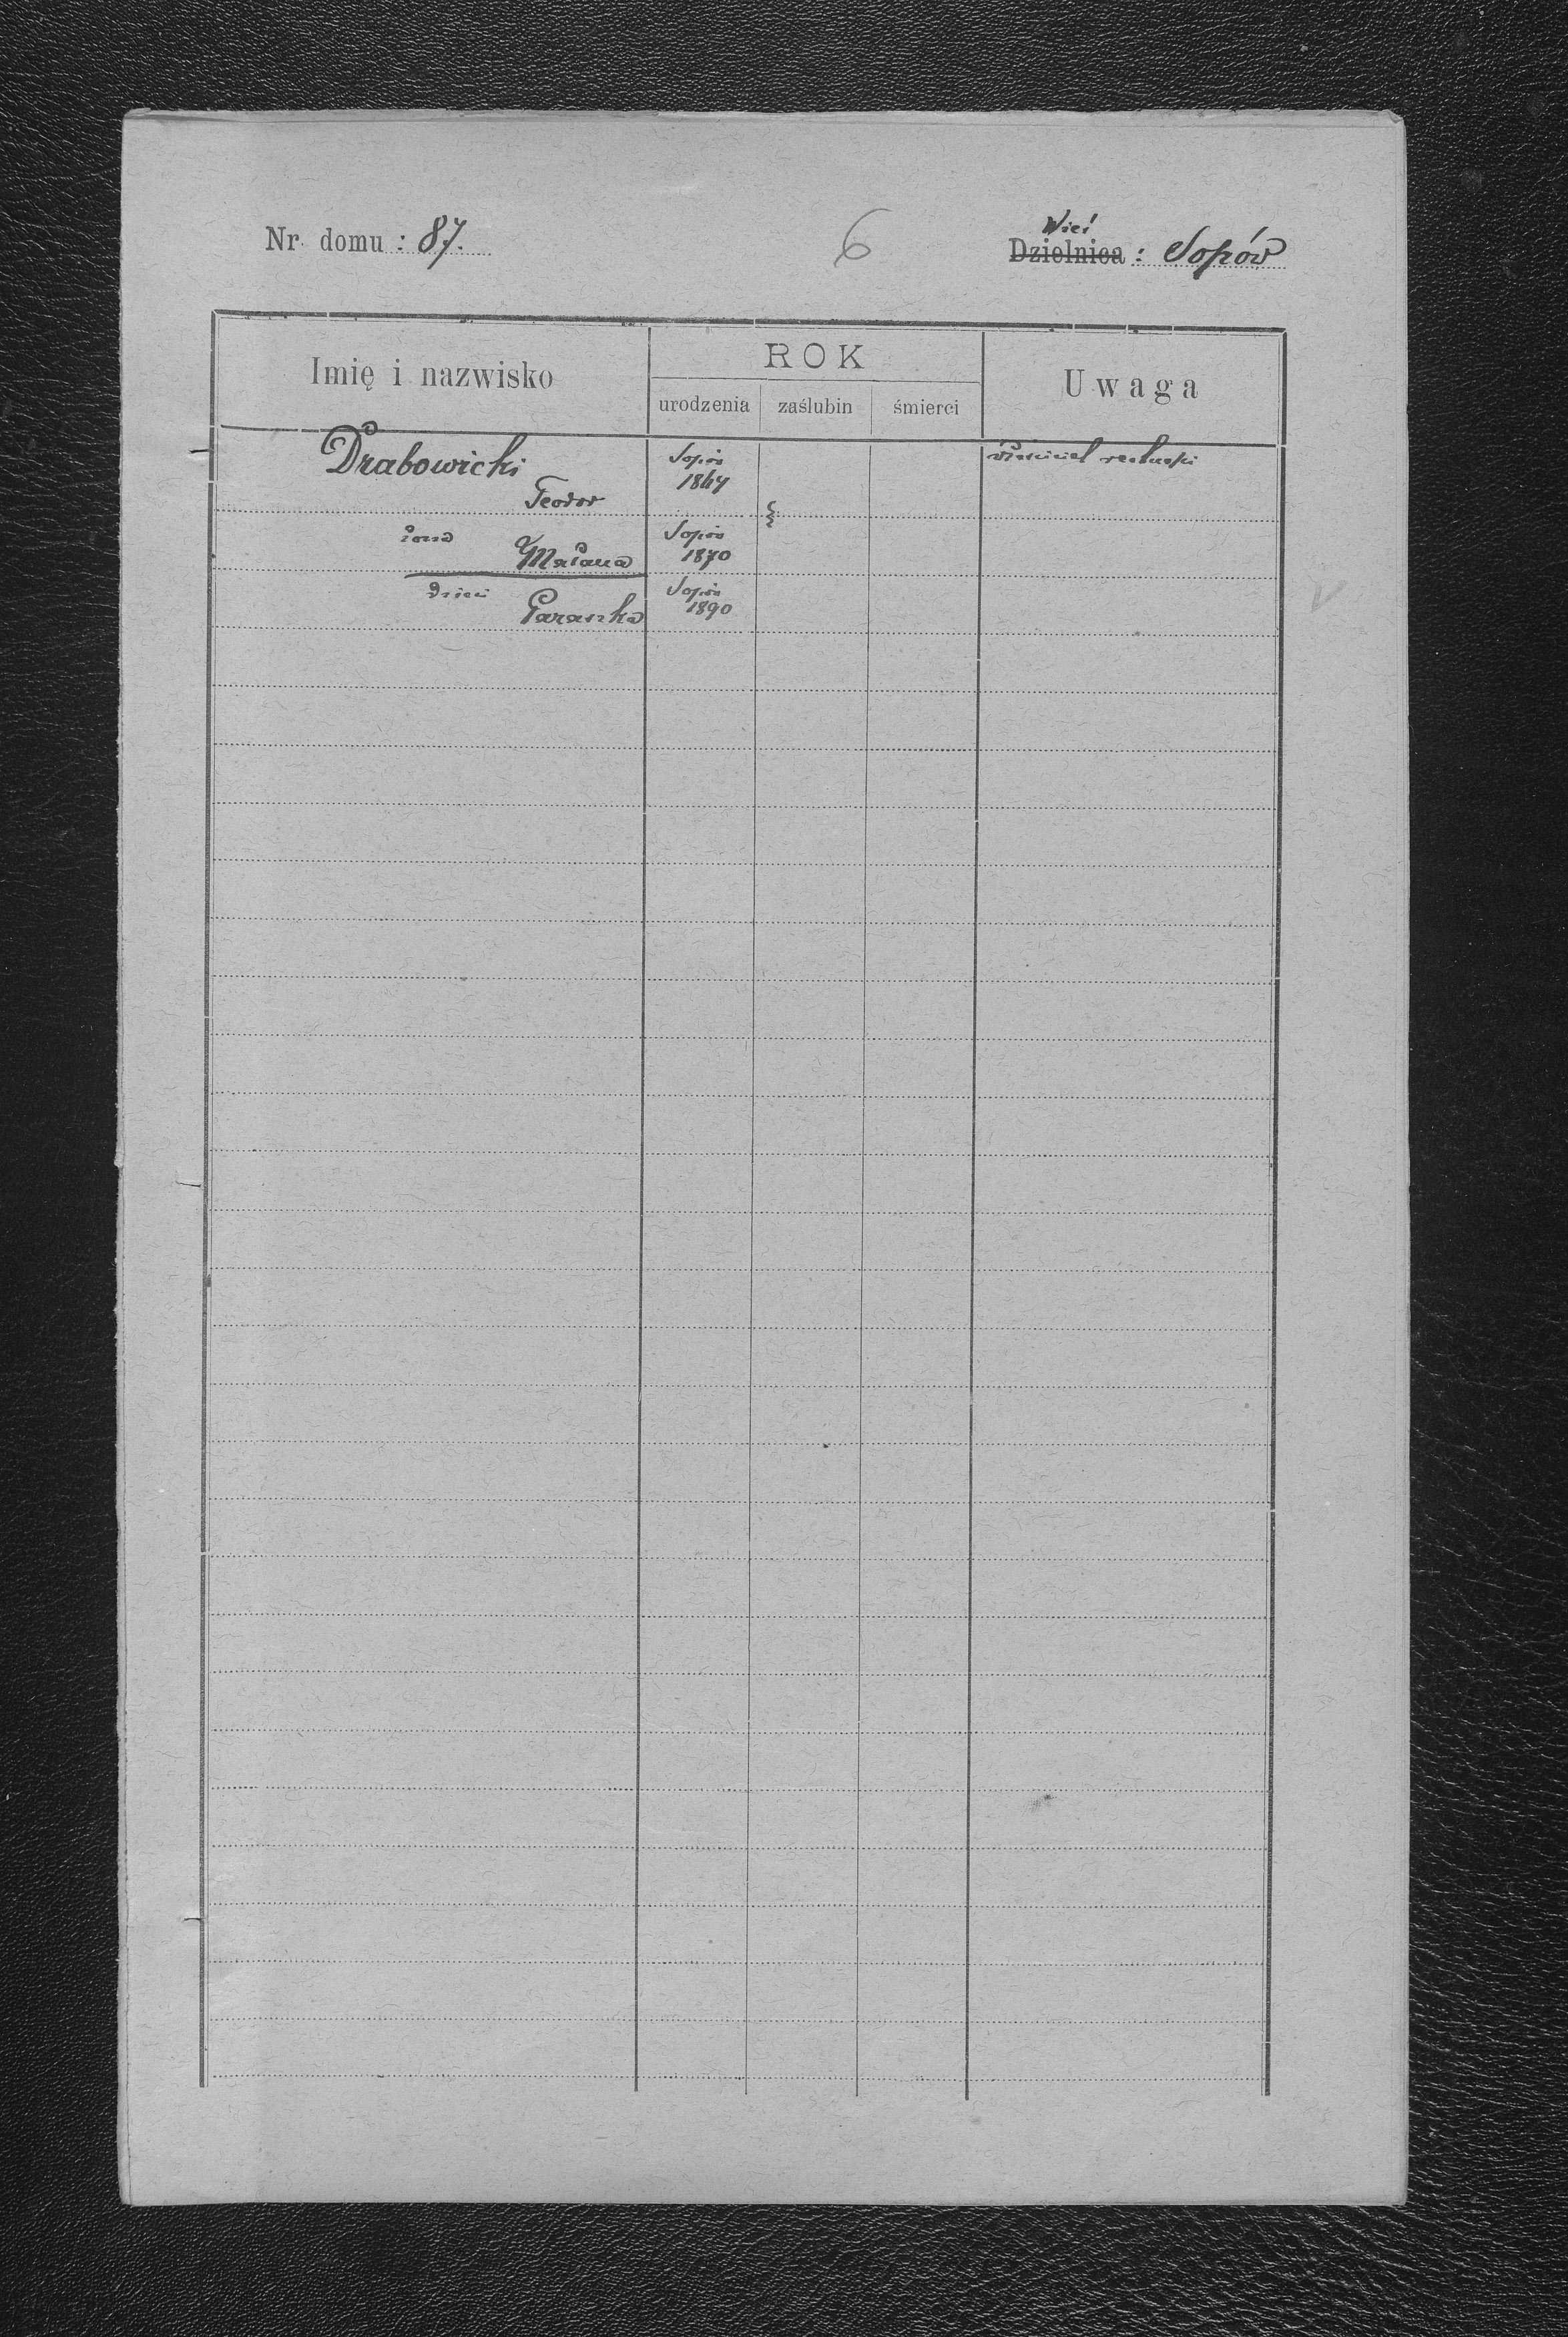 Nr. domu : 87.
6
Wieś
Dzielnica : Sopów
Imię i nazwisko
ROK
Uwaga
urodzenia zaślubin śmierci
Drabowicki
Sopów
właściciel
1847
Teodor
żona
Sopów
1870
dzieci
Sopów
Paraszka
1890